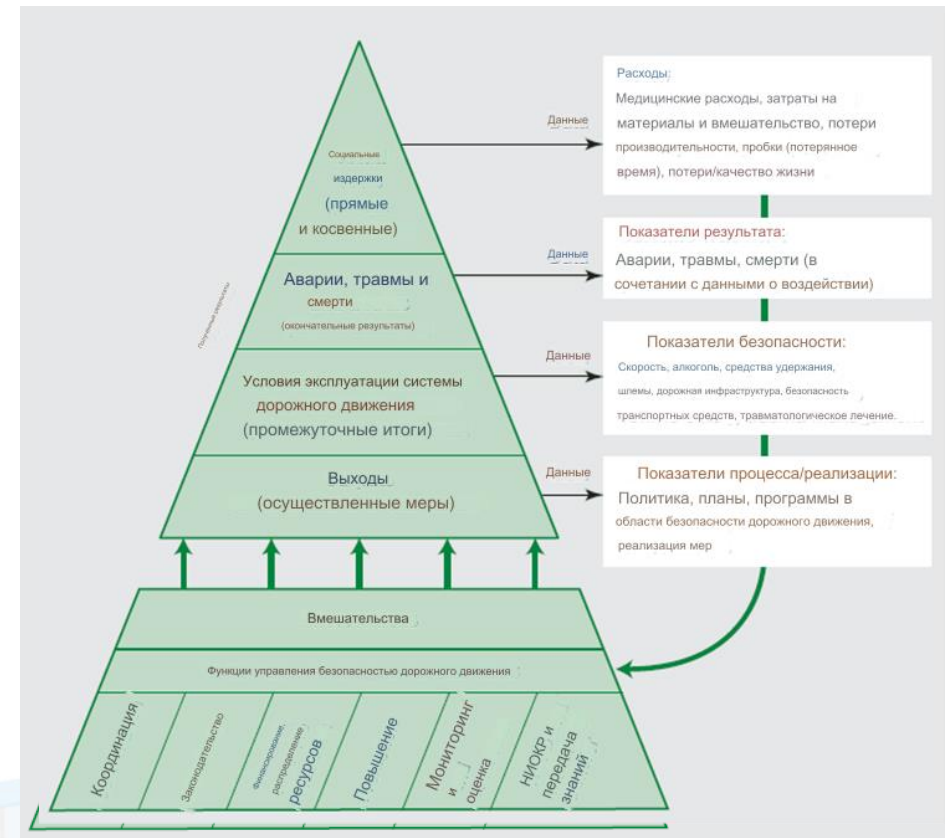 Социальные
издержки
(прямые
и косвенные)
Данные
Расходы:
Медицинские расходы, затраты на
материалы и вмешательство, потери
производительности, пробки (потерянное
время), потери/качество жизни
Полученные результаты
Аварии, травмы и
смерти
(окончательные результаты)
Данные
Показатели результата:
Аварии, травмы, смерти (в
сочетании с данными о воздействии)
Условия эксплуатации системы
дорожного движения
(промежуточные итоги)
Данные
Показатели безопасности:
Скорость, алкоголь, средства удержания,
шлемы, дорожная инфраструктура, безопасность
транспортных средств, травматологическое лечение.
Выходы
(осуществленные меры)
Данные
Показатели процесса/реализации:
Политика, планы, программы в
области безопасности дорожного движения,
реализация мер
Вмешательства
Функции управления безопасностью дорожного движения
Координация
Законодательство
Финансирование,
распределение
ресурсов
Повышение
Мониторинг
и
оценка
НИОКР и
передача
знаний